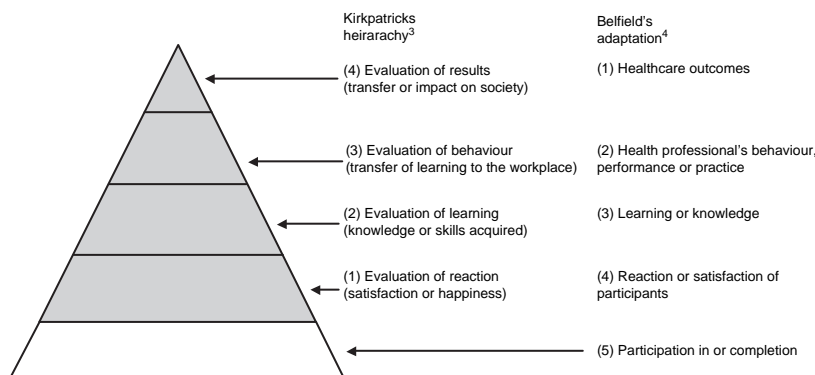 Kirkpatricks
heirarachy3
Belfield's
adaptation4
(4) Evaluation of results
(transfer or impact on society)
(1) Healthcare outcomes
(3) Evaluation of behaviour
(transfer of learning to the workplace)
(2) Health professional's behaviour,
performance or practice
(2) Evaluation of learning
(knowledge or skills acquired)
(3) Learning or knowledge
(1) Evaluation of reaction
(satisfaction or happiness)
(4) Reaction or satisfaction of
participants
(5) Participation in or completion